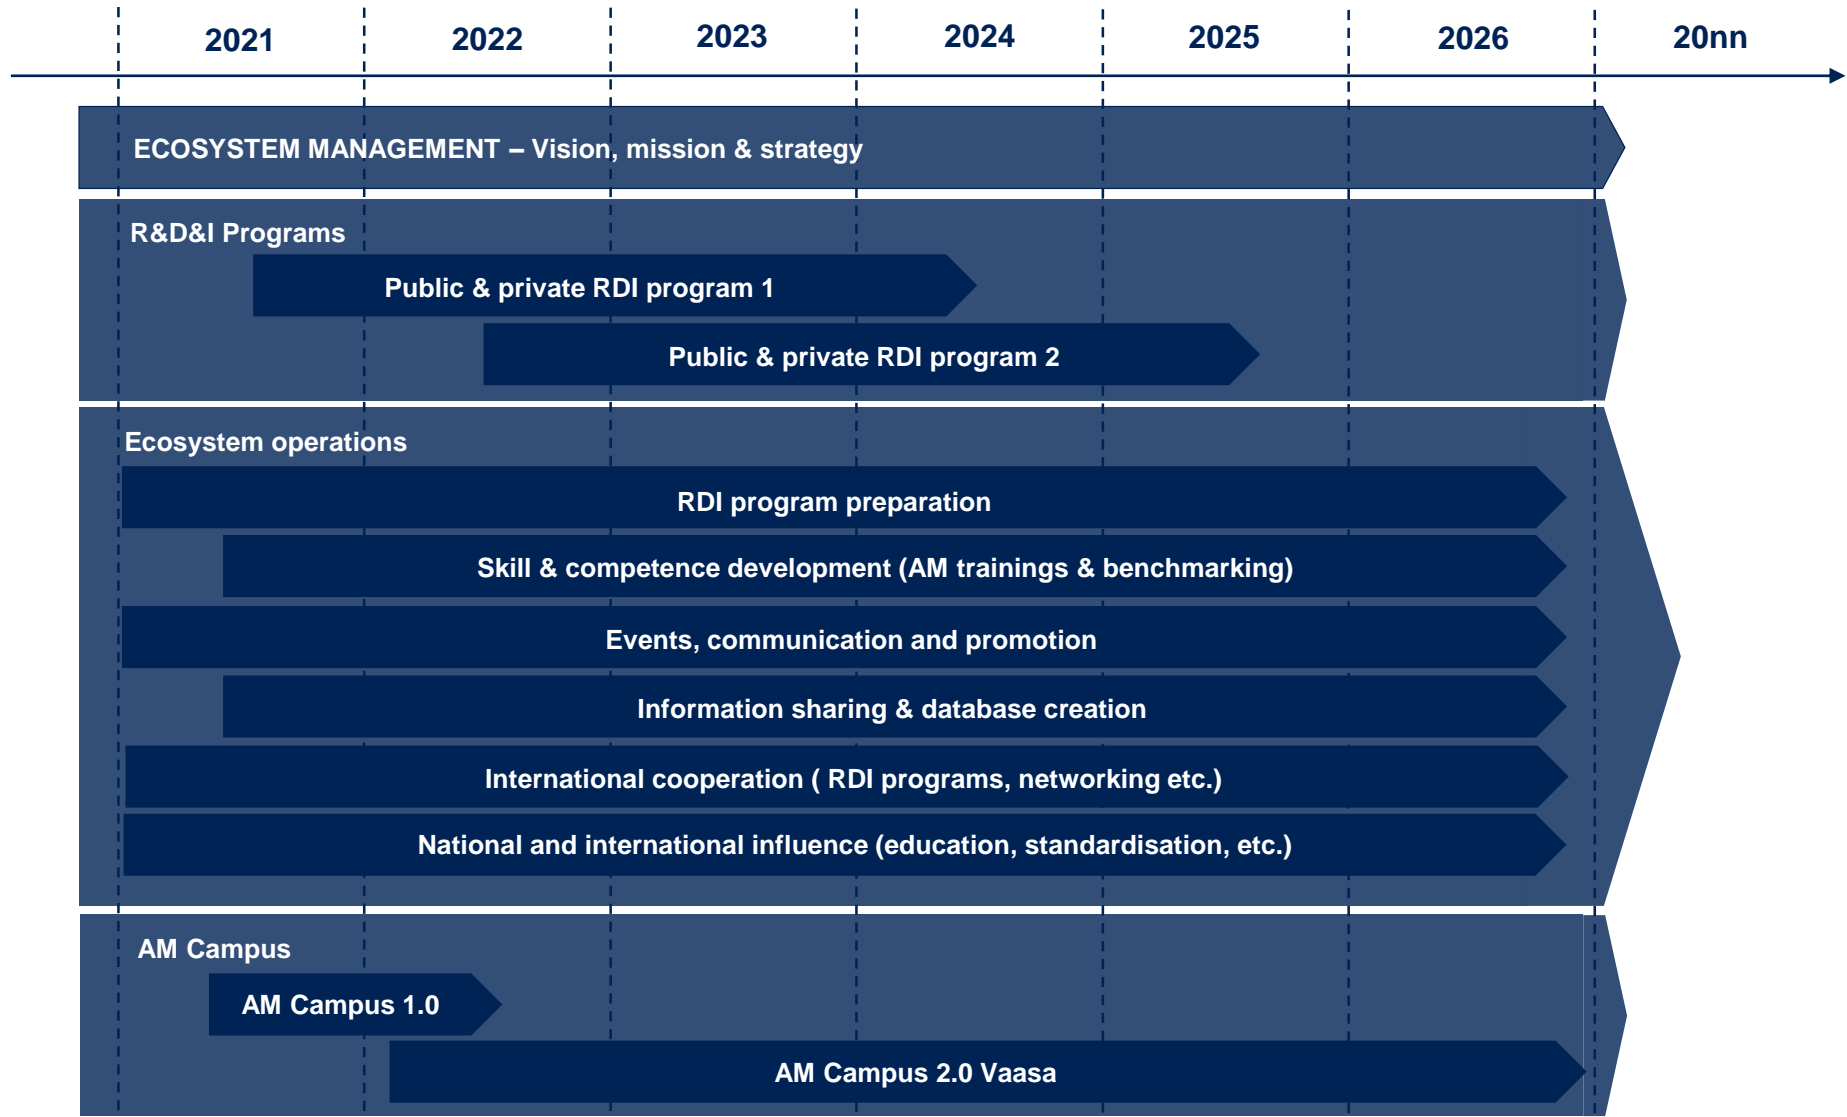 2021
2022
2023
2024
2025
2026
20nn
ECOSYSTEM MANAGEMENT – Vision, mission & strategy
R&D&I Programs
Public & private RDI program 1
Public & private RDI program 2
Ecosystem operations
RDI program preparation
Skill & competence development (AM trainings & benchmarking)
Events, communication and promotion
Information sharing & database creation
International cooperation ( RDI programs, networking etc.)
National and international influence (education, standardisation, etc.)
AM Campus
AM Campus 1.0
AM Campus 2.0 Vaasa